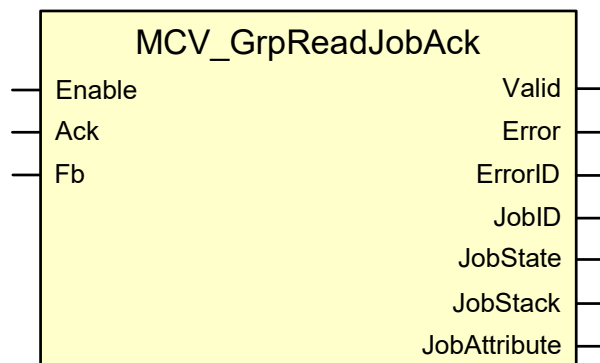 MCV_GrpReadJobAck
Enable Valid
Ack Error
Fb ErrorID
JobID
JobState
JobStack
JobAttribute